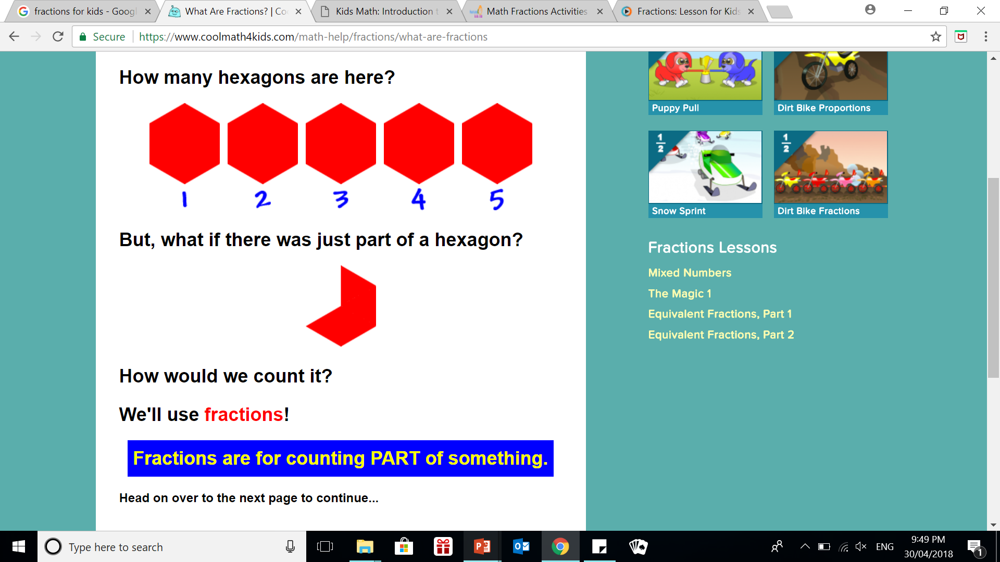 fractions for kids - Googl
What Are Fractions? | Co
Kids Math: Introduction t
Math Fractions Activities
Fractions: Lesson for Kids
Secure
https://www.coolmath4kids.com/math-help/fractions/what-are-fractions
How many hexagons are here?
1 2 3 4 5
But, what if there was just part of a hexagon?
How would we count it?
We'll use fractions!
Fractions are for counting PART of something.
Head on over to the next page to continue...
Puppy Pull
Dirt Bike Proportions
1
2
Snow Sprint
1
2
Dirt Bike Fractions
Fractions Lessons
Mixed Numbers
The Magic 1
Equivalent Fractions, Part 1
Equivalent Fractions, Part 2
Type here to search
ENG
9:49 PM
30/04/2018
1